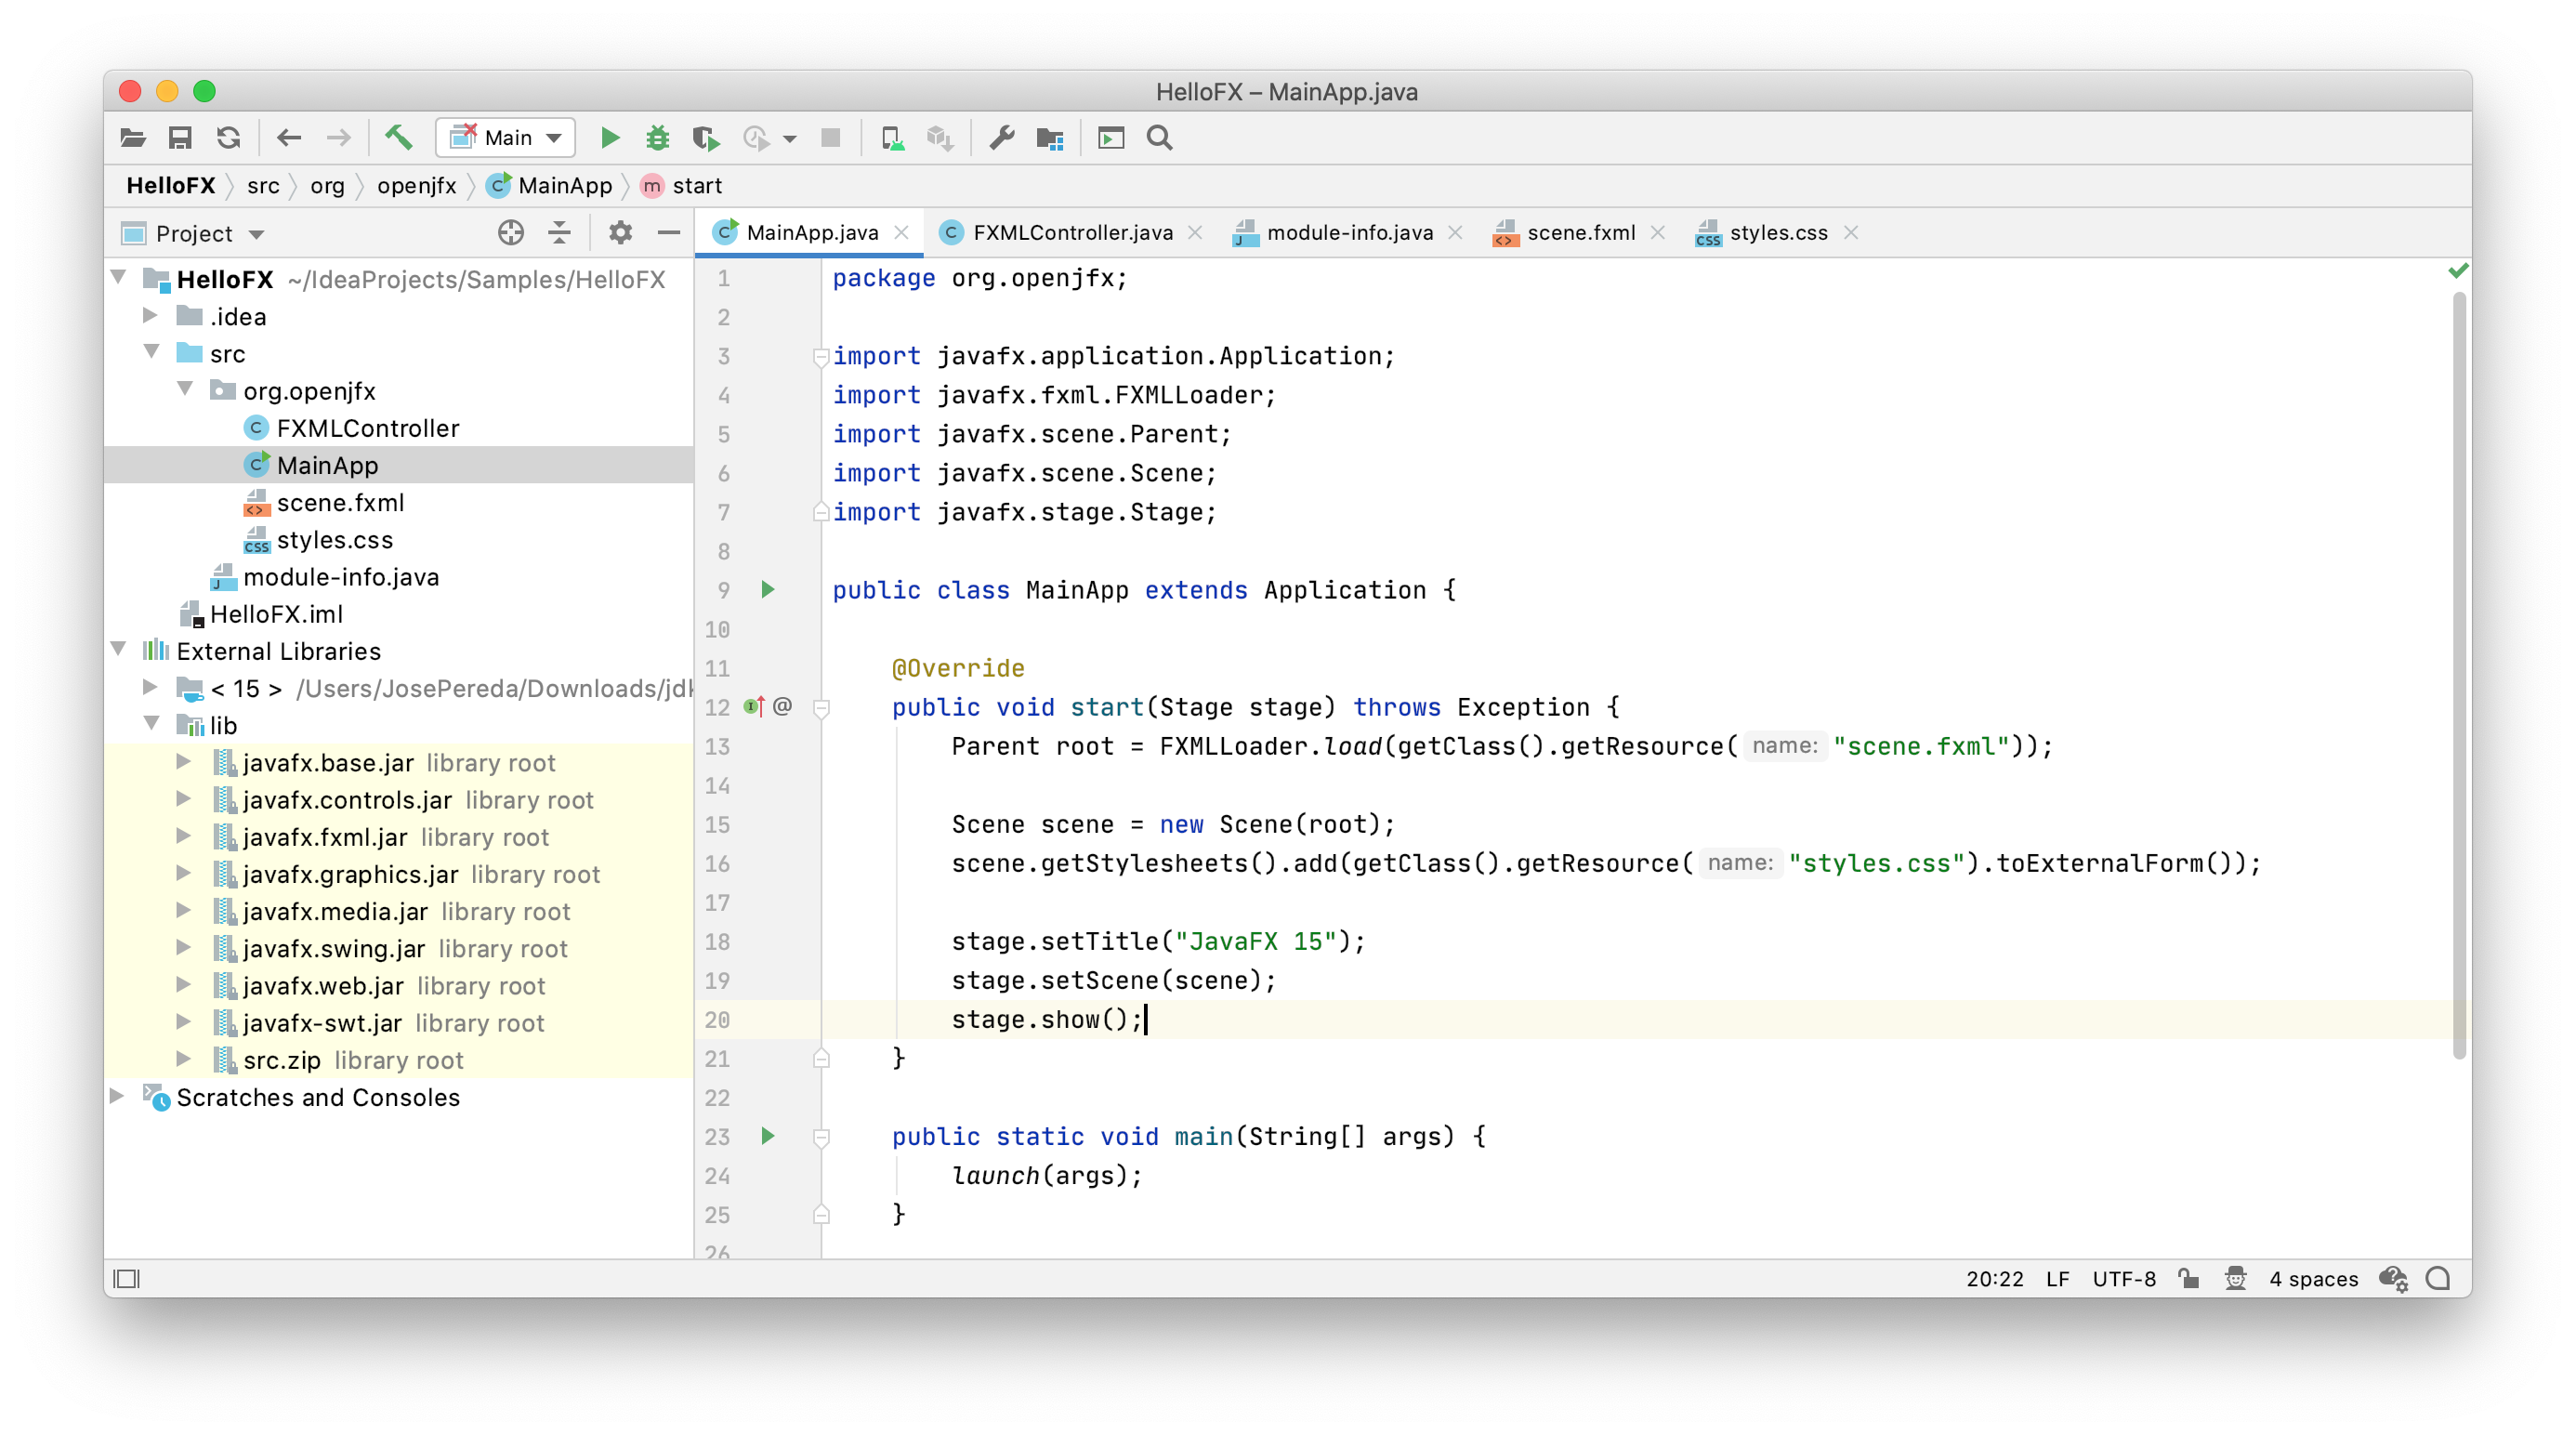 HelloFX – MainApp.java
Main
HelloFX src org openjfx MainApp m start
Project
MainApp.java FXMLController.java module-info.java scene.fxml styles.css
HelloFX ~/IdeaProjects/Samples/HelloFX
.idea
src
org.openjfx
C FXMLController
C MainApp
<> scene.fxml
CSS styles.css
J module-info.java
HelloFX.iml
External Libraries
< 15 > /Users/JosePereda/Downloads/jdk
lib
javafx.base.jar library root
javafx.controls.jar library root
javafx.fxml.jar library root
javafx.graphics.jar library root
javafx.media.jar library root
javafx.swing.jar library root
javafx.web.jar library root
javafx-swt.jar library root
src.zip library root
Scratches and Consoles
1 package org.openjfx;
2
3 import javafx.application.Application;
4 import javafx.fxml.FXMLLoader;
5 import javafx.scene.Parent;
6 import javafx.scene.Scene;
7 import javafx.stage.Stage;
8
9 public class MainApp extends Application {
10
11 @Override
12 @ public void start(Stage stage) throws Exception {
13 Parent root = FXMLLoader.load(getClass().getResource( name: "scene.fxml"));
14
15 Scene scene = new Scene(root);
16 scene.getStylesheets().add(getClass().getResource( name: "styles.css").toExternalForm());
17
18 stage.setTitle("JavaFX 15");
19 stage.setScene(scene);
20 stage.show();
21 }
22
23 public static void main(String[] args) {
24 launch(args);
25 }
26
20:22 LF UTF-8 4 spaces